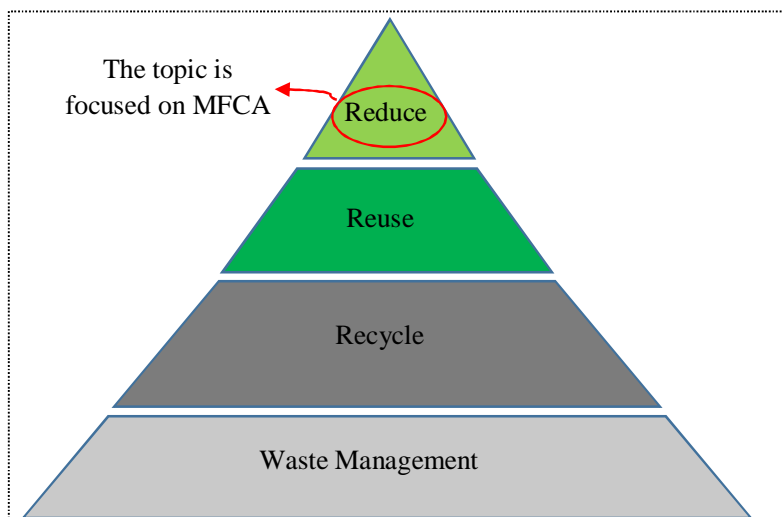 The topic is
focused on MFCA
Reduce
Reuse
Recycle
Waste Management